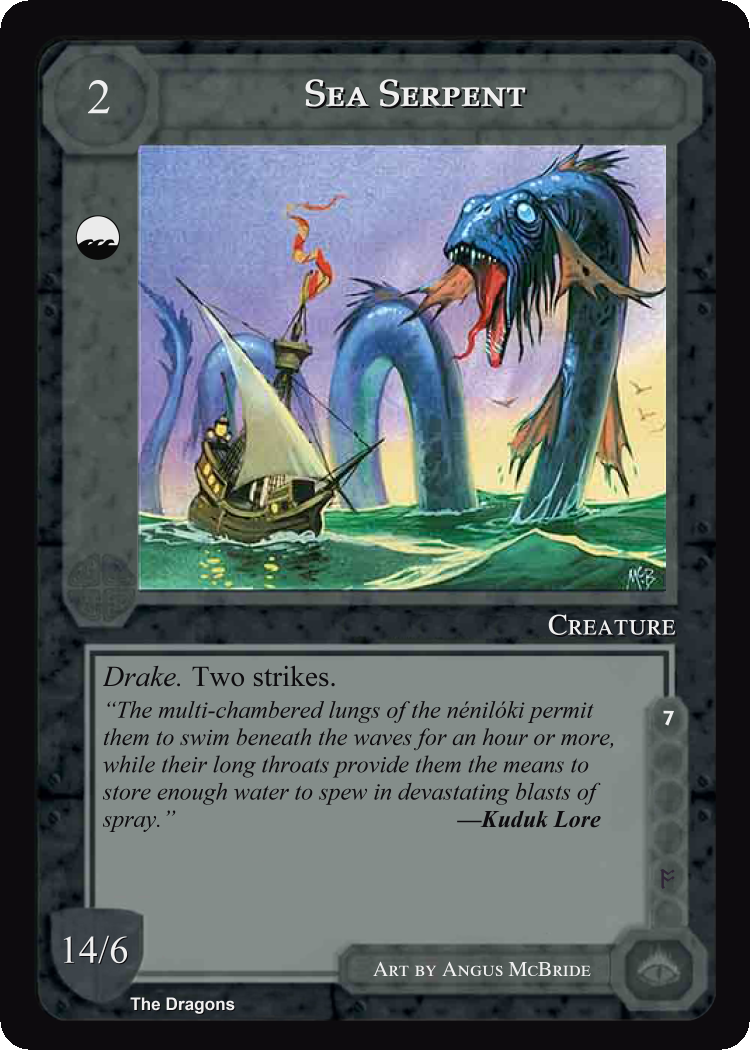 2
SEA SERPENT
McB
CREATURE
Drake. Two strikes.
“The multi-chambered lungs of the nénilóki permit
them to swim beneath the waves for an hour or more,
while their long throats provide them the means to
store enough water to spew in devastating blasts of
spray.” —Kuduk Lore
7
ᚩ
14/6
ART BY ANGUS MCBRIDE
The Dragons